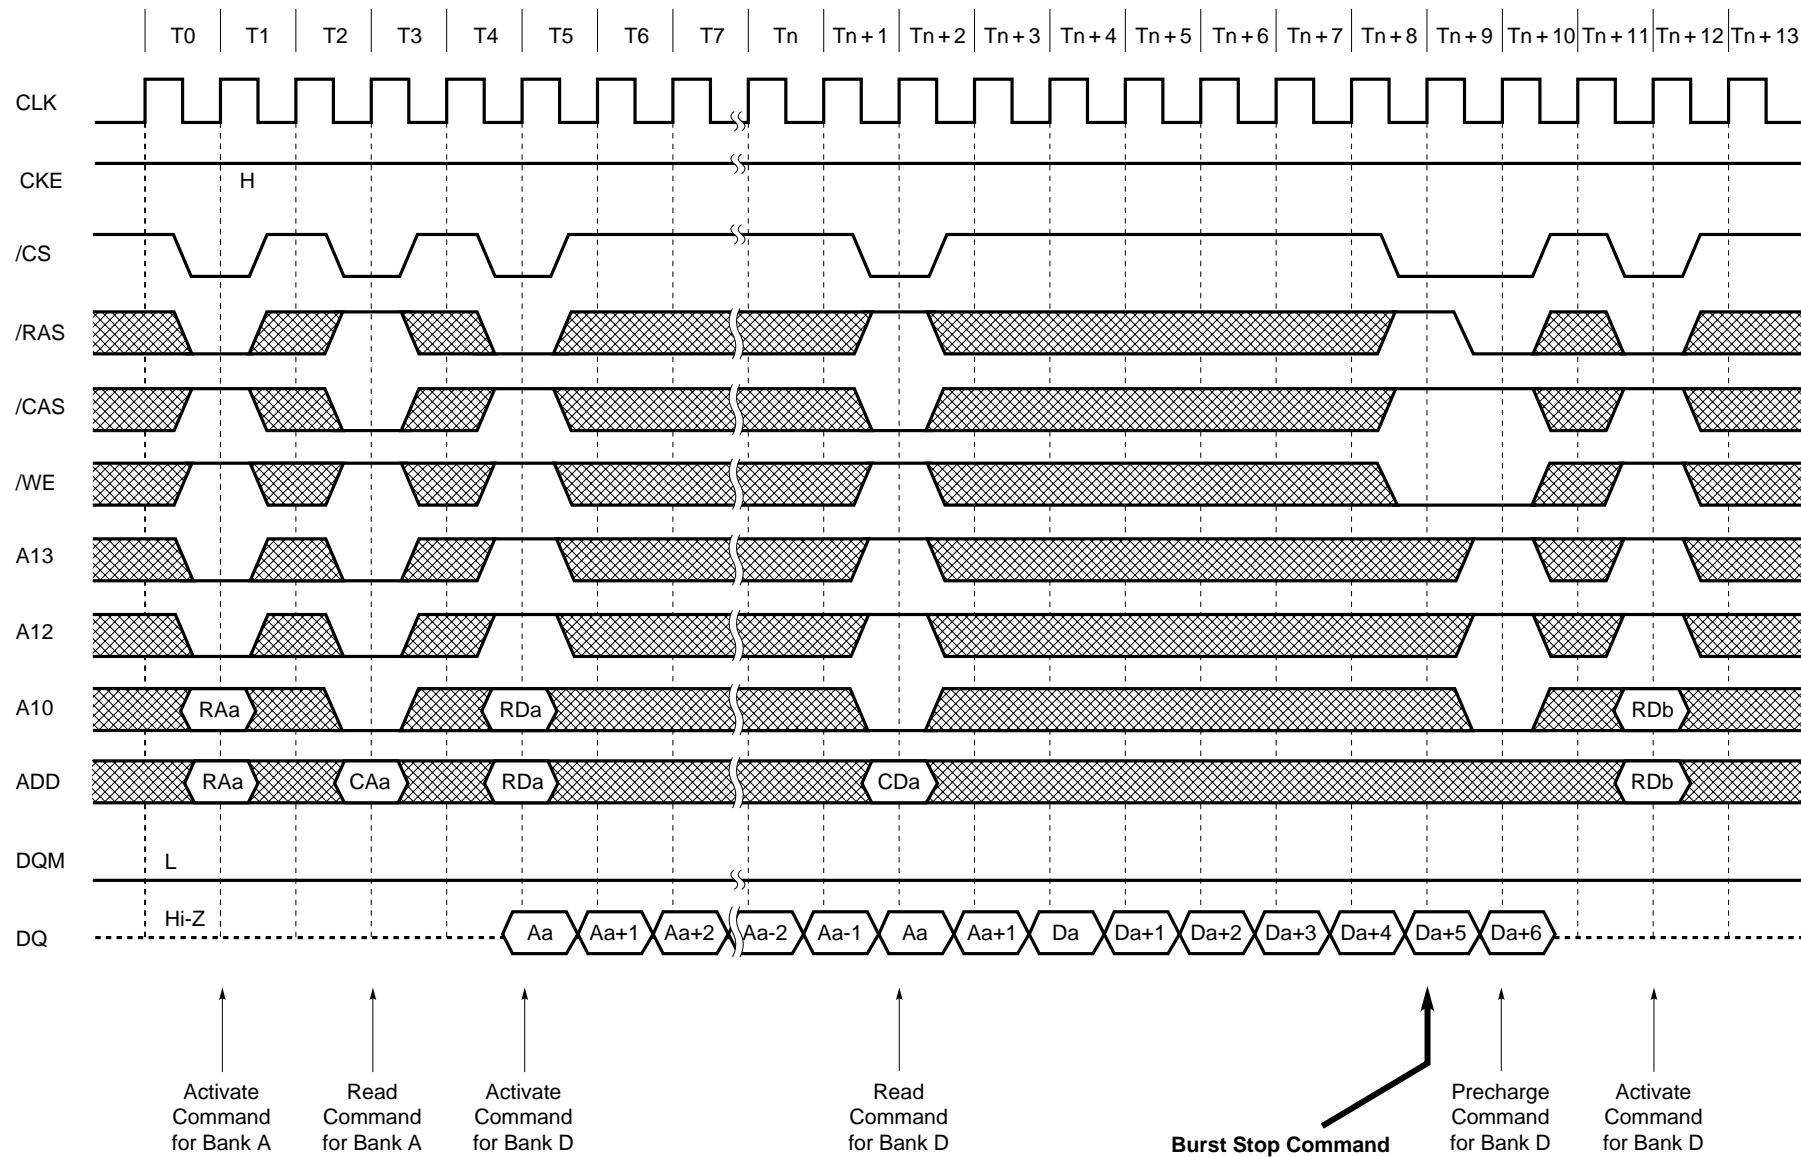 T0 T1 T2 T3 T4 T5 T6 T7 Tn Tn + 1 Tn + 2 Tn + 3 Tn + 4 Tn + 5 Tn + 6 Tn + 7 Tn + 8 Tn + 9 Tn + 10 Tn + 11 Tn + 12 Tn + 13
CLK
CKE H
/CS
/RAS
/CAS
/WE
A13
A12
A10 RAa RDa RDb
ADD RAa CAa RDa CDa RDb
DQM L
Hi-Z
DQ Aa Aa+1 Aa+2 Aa-2 Aa-1 Aa Aa+1 Da Da+1 Da+2 Da+3 Da+4 Da+5 Da+6
Activate
Command
for Bank A
Read
Command
for Bank A
Activate
Command
for Bank D
Read
Command
for Bank D
Burst Stop Command
Precharge
Command
for Bank D
Activate
Command
for Bank D